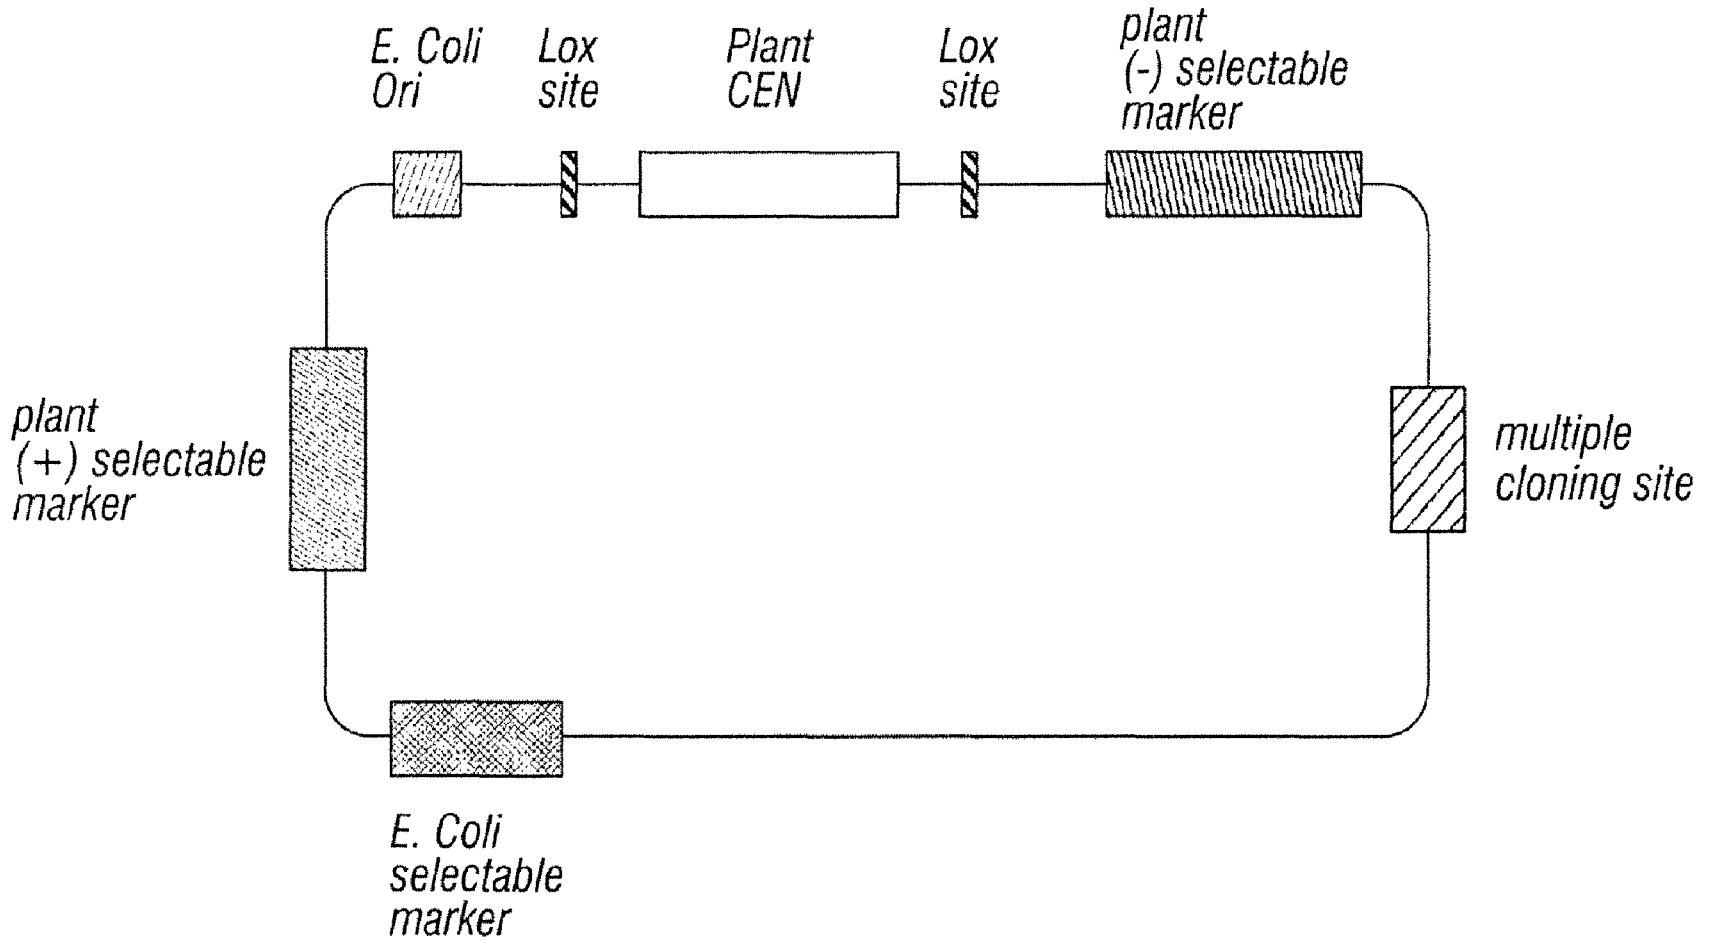 E. Coli
Ori
Lox
site
Plant
CEN
Lox
site
plant
(-) selectable
marker
plant
(+) selectable
marker
multiple
cloning site
E. Coli
selectable
marker